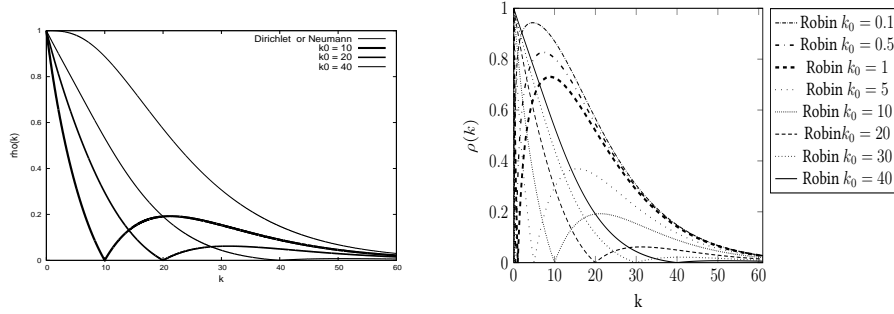 Dirichlet or Neumann
k0 = 10
k0 = 20
k0 = 40
1
0.8
0.6
0.4
0.2
0
rho(k)
0
10
20
30
40
50
60
k
1
0.8
0.6
0.4
0.2
0
ρ(k)
0
10
20
30
40
50
60
k
Robin k₀ = 0.1
Robin k₀ = 0.5
Robin k₀ = 1
Robin k₀ = 5
Robin k₀ = 10
Robink₀ = 20
Robin k₀ = 30
Robin k₀ = 40